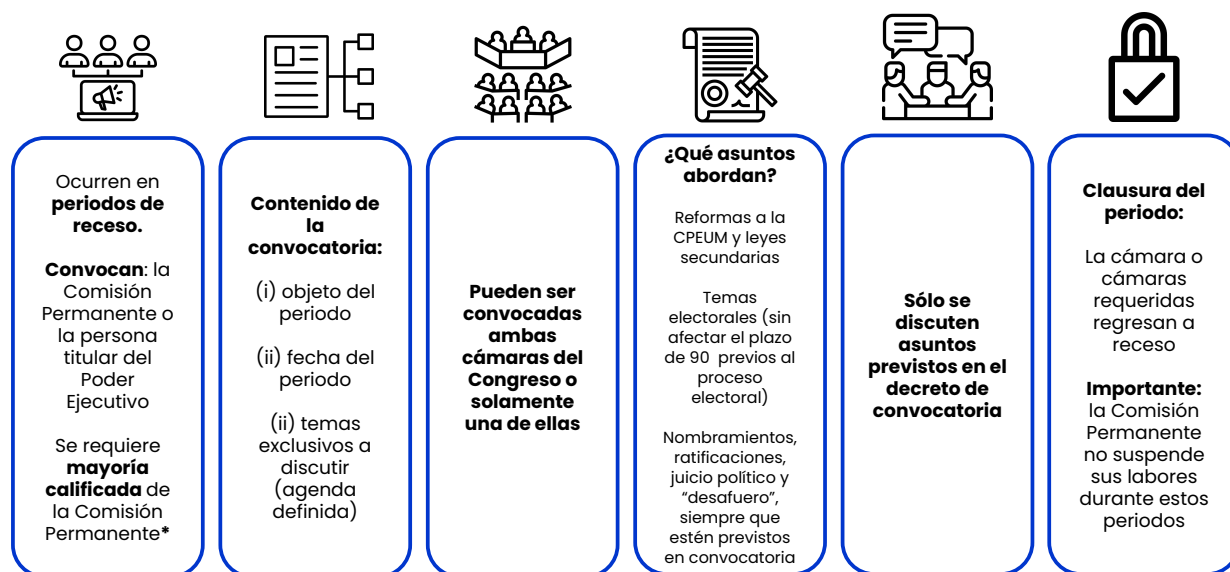 Ocurren en
periodos de
receso.
Convocan: la
Comisión
Permanente o
la persona
titular del
Poder
Ejecutivo
Se requiere
mayoría
calificada de
la Comisión
Permanente*
Contenido de
la
convocatoria:
(i) objeto del
periodo
(ii) fecha del
periodo
(ii) temas
exclusivos a
discutir
(agenda
definida)
Pueden ser
convocadas
ambas
cámaras del
Congreso o
solamente
una de ellas
¿Qué asuntos
abordan?
Reformas a la
CPEUM y leyes
secundarias
Temas
electorales (sin
afectar el plazo
de 90 previos al
proceso
electoral)
Nombramientos,
ratificaciones,
juicio político y
“desafuero”,
siempre que
estén previstos
en convocatoria
Sólo se
discuten
asuntos
previstos en el
decreto de
convocatoria
Clausura del
periodo:
La cámara o
cámaras
requeridas
regresan a
receso
Importante:
la Comisión
Permanente
no suspende
sus labores
durante estos
periodos